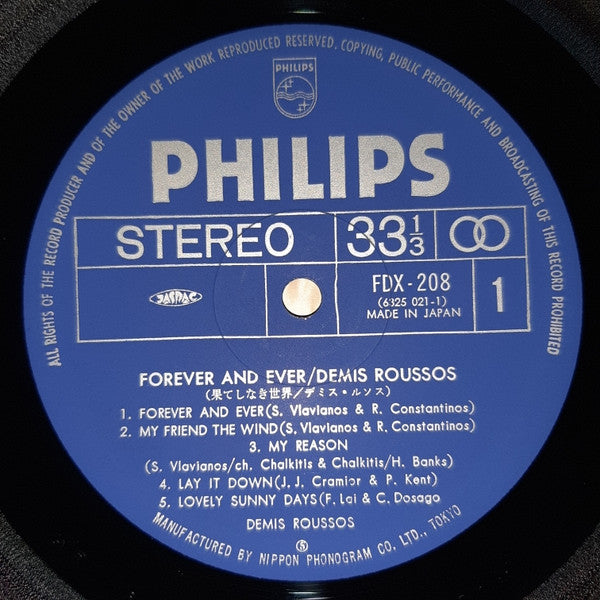 ALL RIGHTS OF THE RECORD PRODUCER AND OF THE OWNER OF THE WORK REPRODUCED RESERVED. COPYING, PUBLIC PERFORMANCE AND BROADCASTING OF THIS RECORD PROHIBITED
PHILIPS
PHILIPS
STEREO 33 1/3
JASRAC
FDX-208
(6325 021-1)
MADE IN JAPAN
1
FOREVER AND EVER/DEMIS ROUSSOS
(果てしなき世界/デミス・ルソス)
1. FOREVER AND EVER(S. Vlavianos & R. Constantinos)
2. MY FRIEND THE WIND(S. Vlavianos & R. Constantinos)
3. MY REASON
(S. Vlavianos/ch. Chalkitis & Chalkitis/H. Banks)
4. LAY IT DOWN(J. J. Cramier & P. Kent)
5. LOVELY SUNNY DAYS(F. Lai & C. Dosago
DEMIS ROUSSOS
MANUFACTURED BY NIPPON PHONOGRAM CO. LTD., TOKYO